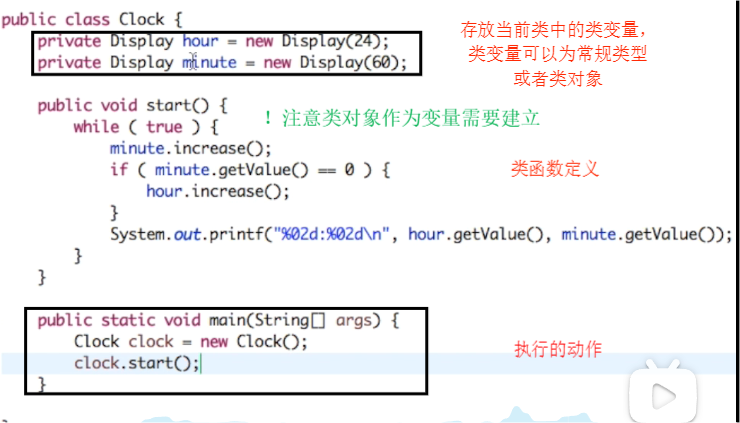 public class Clock {
private Display hour = new Display(24);
private Display minute = new Display(60);
存放当前类中的类变量，
类变量可以为常规类型
或者类对象
public void start() {
！注意类对象作为变量需要建立
while ( true ) {
minute.increase();
if ( minute.getValue() == 0 ) {
类函数定义
hour.increase();
}
System.out.printf("%02d:%02d\n", hour.getValue(), minute.getValue());
}
}
public static void main(String[] args) {
Clock clock = new Clock();
执行的动作
clock.start();
}